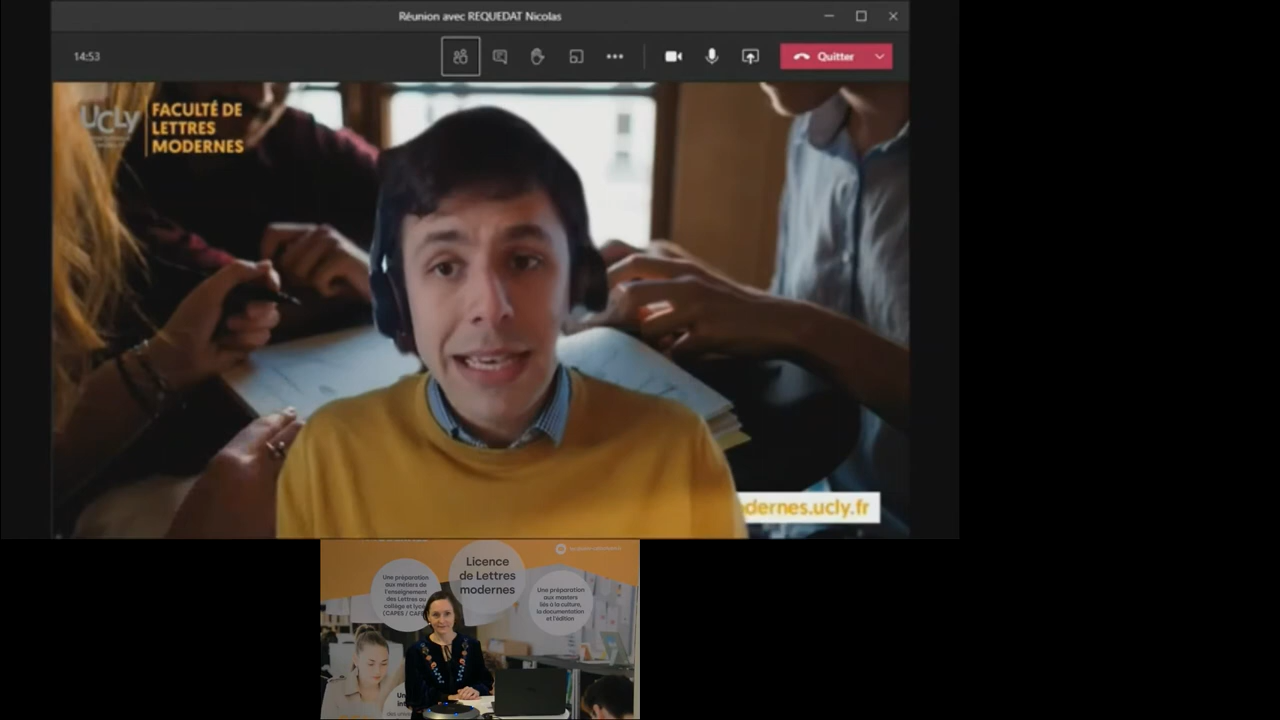 Réunion avec REQUEDAT Nicolas
14:53
Quitter
UCLy
FACULTÉ DE
LETTRES
MODERNES
dernes.ucly.fr
Licence
de Lettres
modernes
Une préparation
aux métiers de
l'enseignement
des Lettres au
collège et lycée
(CAPES /
Une préparation
aux masters
liés à la culture,
la documentation
et l'édition